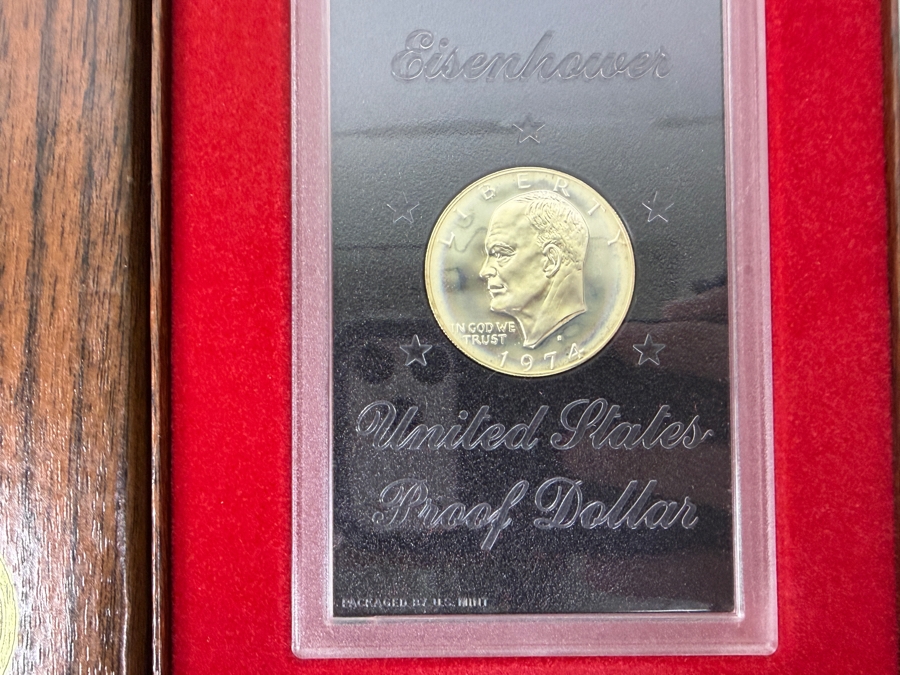 Eisenhower
LIBERTY
IN GOD WE
TRUST
S
1974
United States
Proof Dollar
PACKAGED BY U.S. MINT